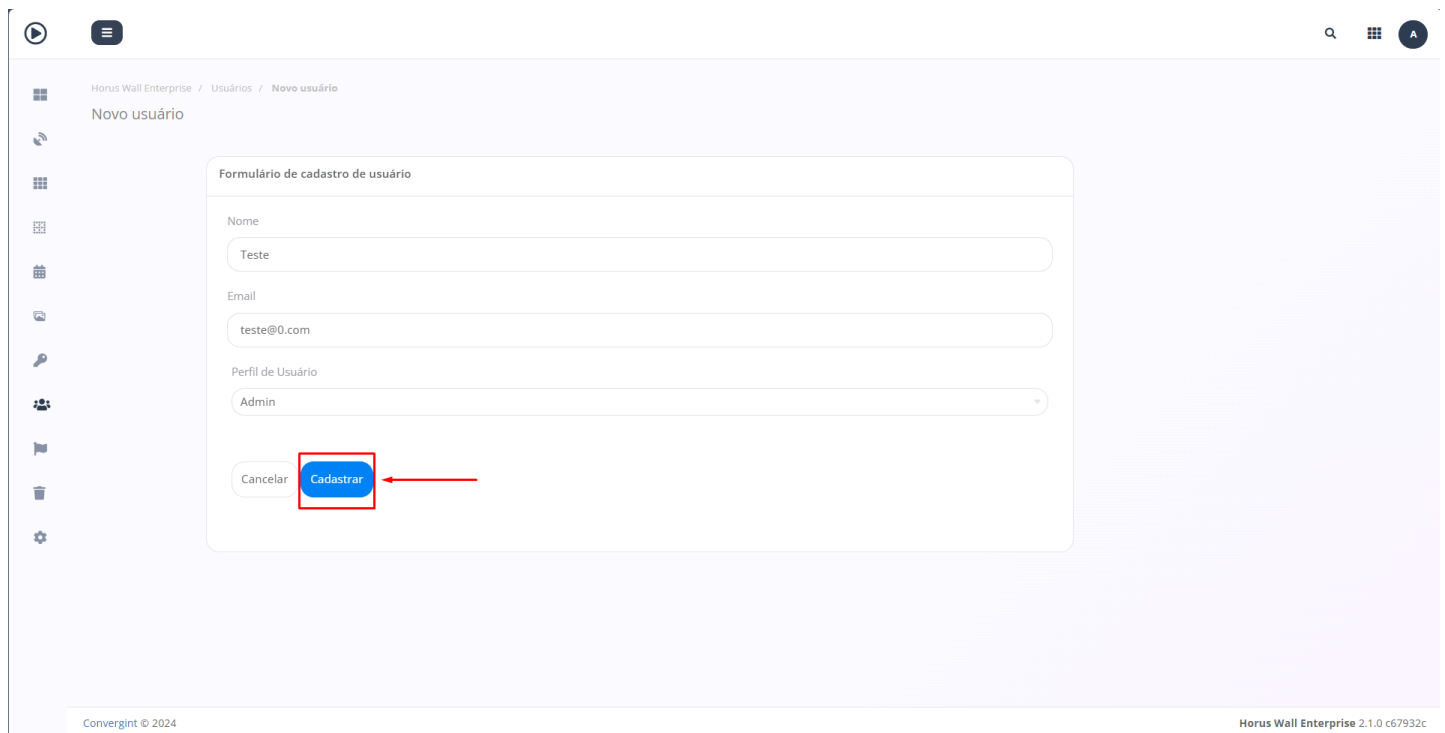 A
Horus Wall Enterprise / Usuários / Novo usuário
Novo usuário
Formulário de cadastro de usuário
Nome
Teste
Email
teste@0.com
Perfil de Usuário
Admin
Cancelar Cadastrar
Convergint © 2024 Horus Wall Enterprise 2.1.0 c67932c